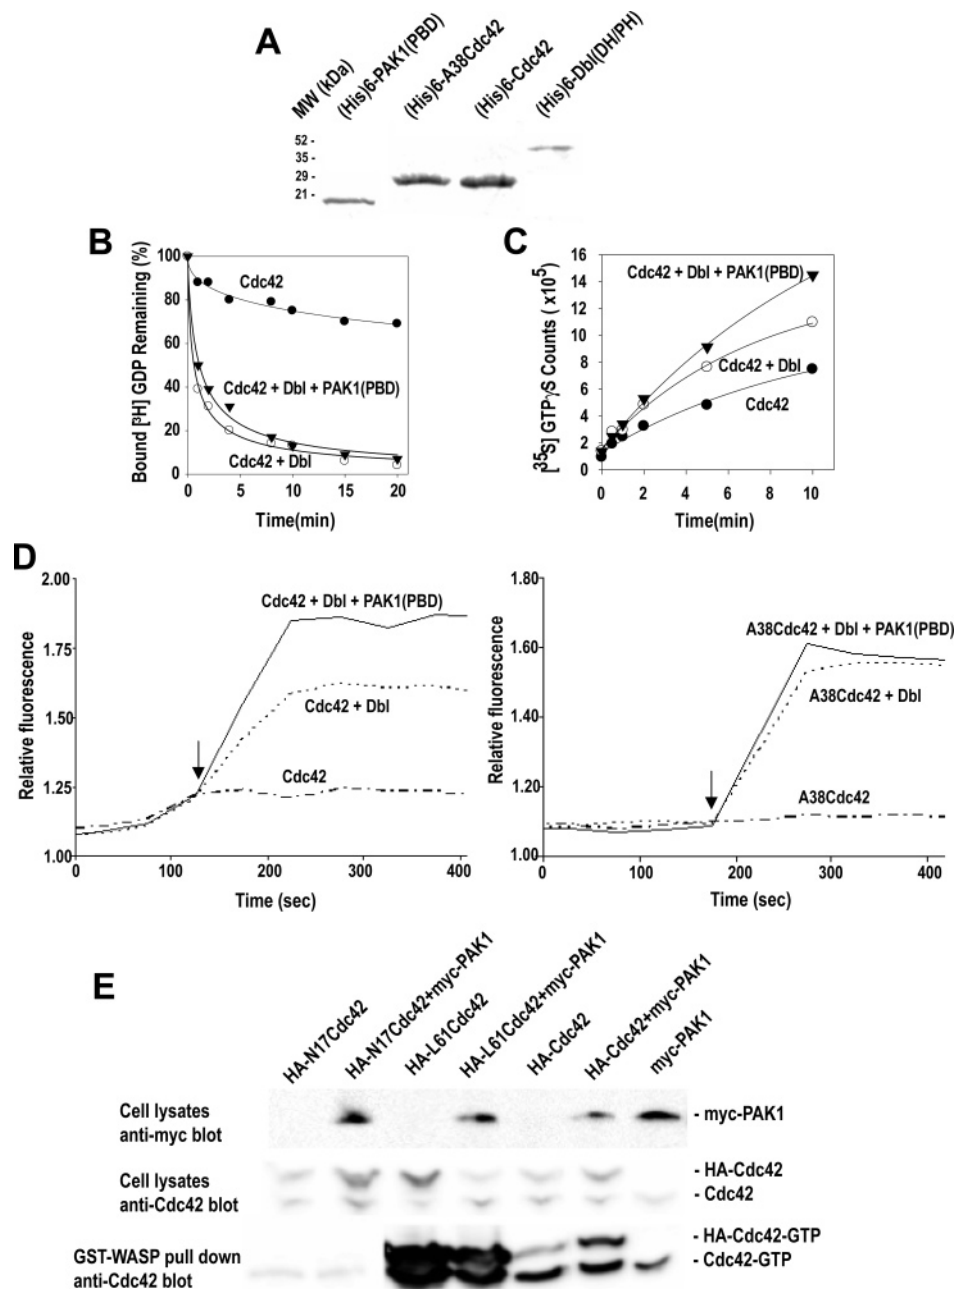 A
MW (kDa)
(His)6-PAK1(PBD)
(His)6-A38Cdc42
(His)6-Cdc42
(His)6-Dbl(DH/PH)
52 -
35 -
29 -
21 -
B
Bound [³H] GDP Remaining (%)
100
80
60
40
20
0
Cdc42
Cdc42 + Dbl + PAK1(PBD)
Cdc42 + Dbl
0 5 10 15 20
Time(min)
C
[³⁵S] GTPγS Counts ( x10⁵)
16
14
12
10
8
6
4
2
0
Cdc42 + Dbl + PAK1(PBD)
Cdc42 + Dbl
Cdc42
0 2 4 6 8 10
Time(min)
D
Relative fluorescence
2.00
1.75
1.50
1.25
1.00
Cdc42 + Dbl + PAK1(PBD)
Cdc42 + Dbl
Cdc42
0 100 200 300 400
Time (sec)
Relative fluorescence
1.80
1.60
1.40
1.20
1.00
A38Cdc42 + Dbl + PAK1(PBD)
A38Cdc42 + Dbl
A38Cdc42
0 100 200 300 400
Time (sec)
E
HA-N17Cdc42
HA-N17Cdc42+myc-PAK1
HA-L61Cdc42
HA-L61Cdc42+myc-PAK1
HA-Cdc42
HA-Cdc42+myc-PAK1
myc-PAK1
Cell lysates
anti-myc blot
- myc-PAK1
Cell lysates
anti-Cdc42 blot
- HA-Cdc42
- Cdc42
GST-WASP pull down
anti-Cdc42 blot
- HA-Cdc42-GTP
- Cdc42-GTP